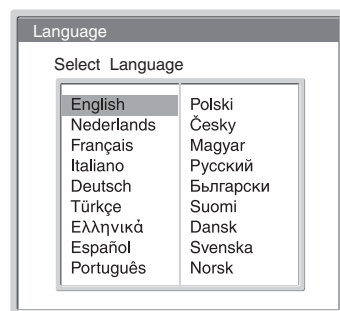 Language
Select Language
English
Nederlands
Français
Italiano
Deutsch
Türkçe
Ελληνικά
Español
Português
Polski
Česky
Magyar
Русский
Бьлгарски
Suomi
Dansk
Svenska
Norsk